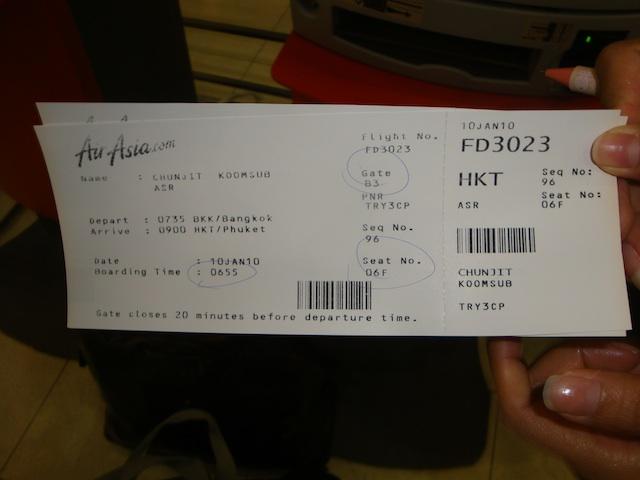 AirAsia.com
Name : CHUNJIT KOOMSUB
ASR
Depart : 0735 BKK/Bangkok
Arrive : 0900 HKT/Phuket
Date : 10JAN10
Boarding Time : 0655
Gate closes 20 minutes before departure time.
Flight No.
FD3023
Gate
B3
PNR
TRY3CP
Seq No.
96
Seat No.
06F
10JAN10
FD3023
HKT
ASR
Seq No:
96
Seat No:
06F
CHUNJIT
KOOMSUB
TRY3CP